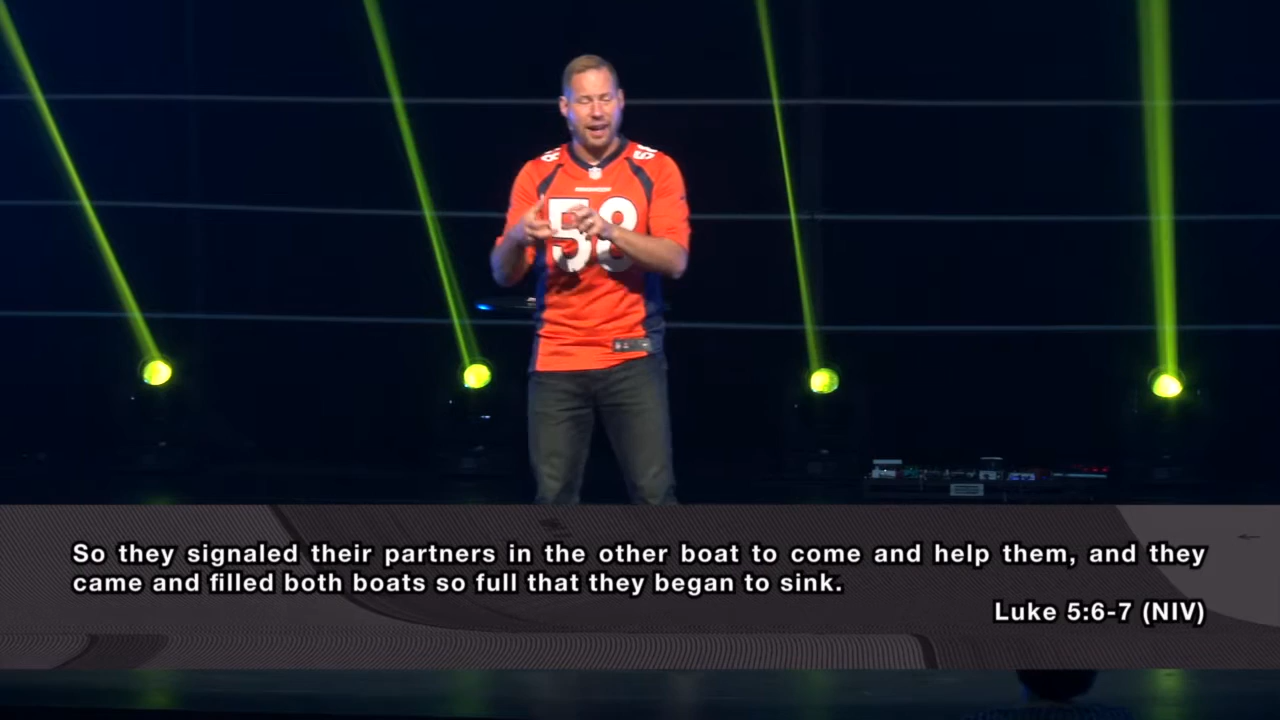 58
So they signaled their partners in the other boat to come and help them, and they
came and filled both boats so full that they began to sink.
Luke 5:6-7 (NIV)